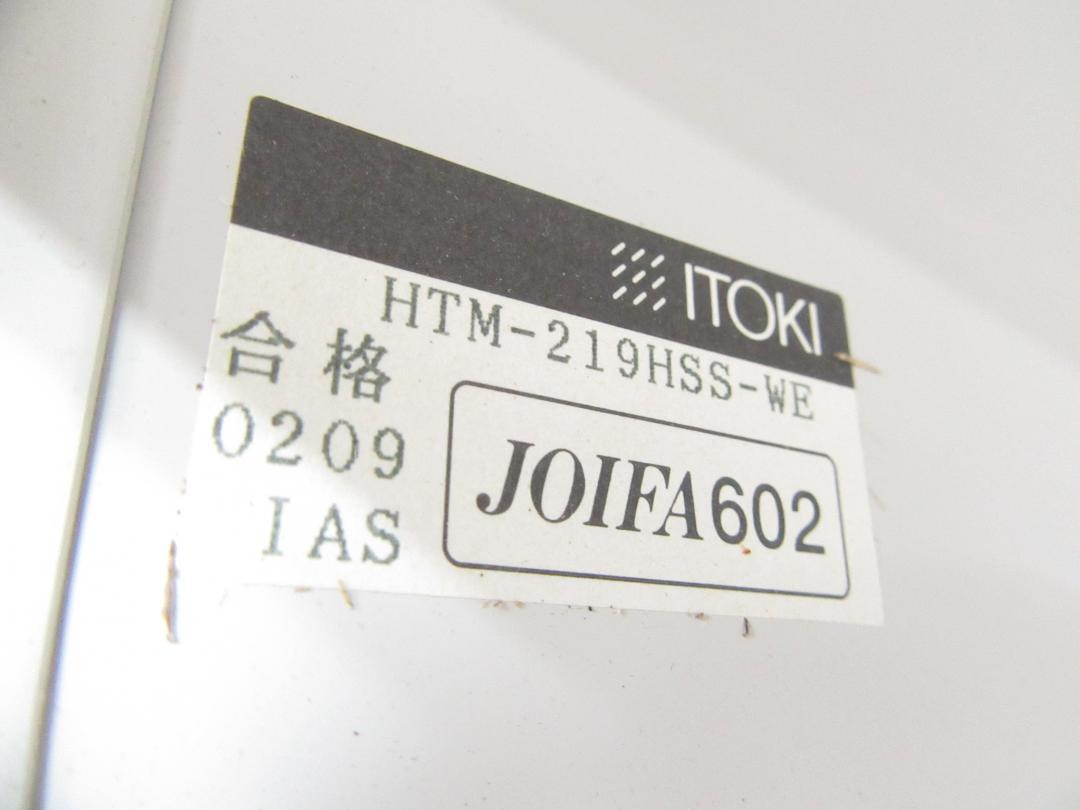 ITOKI
HTM-219HSS-WE
合格
0209
IAS
JOIFA602